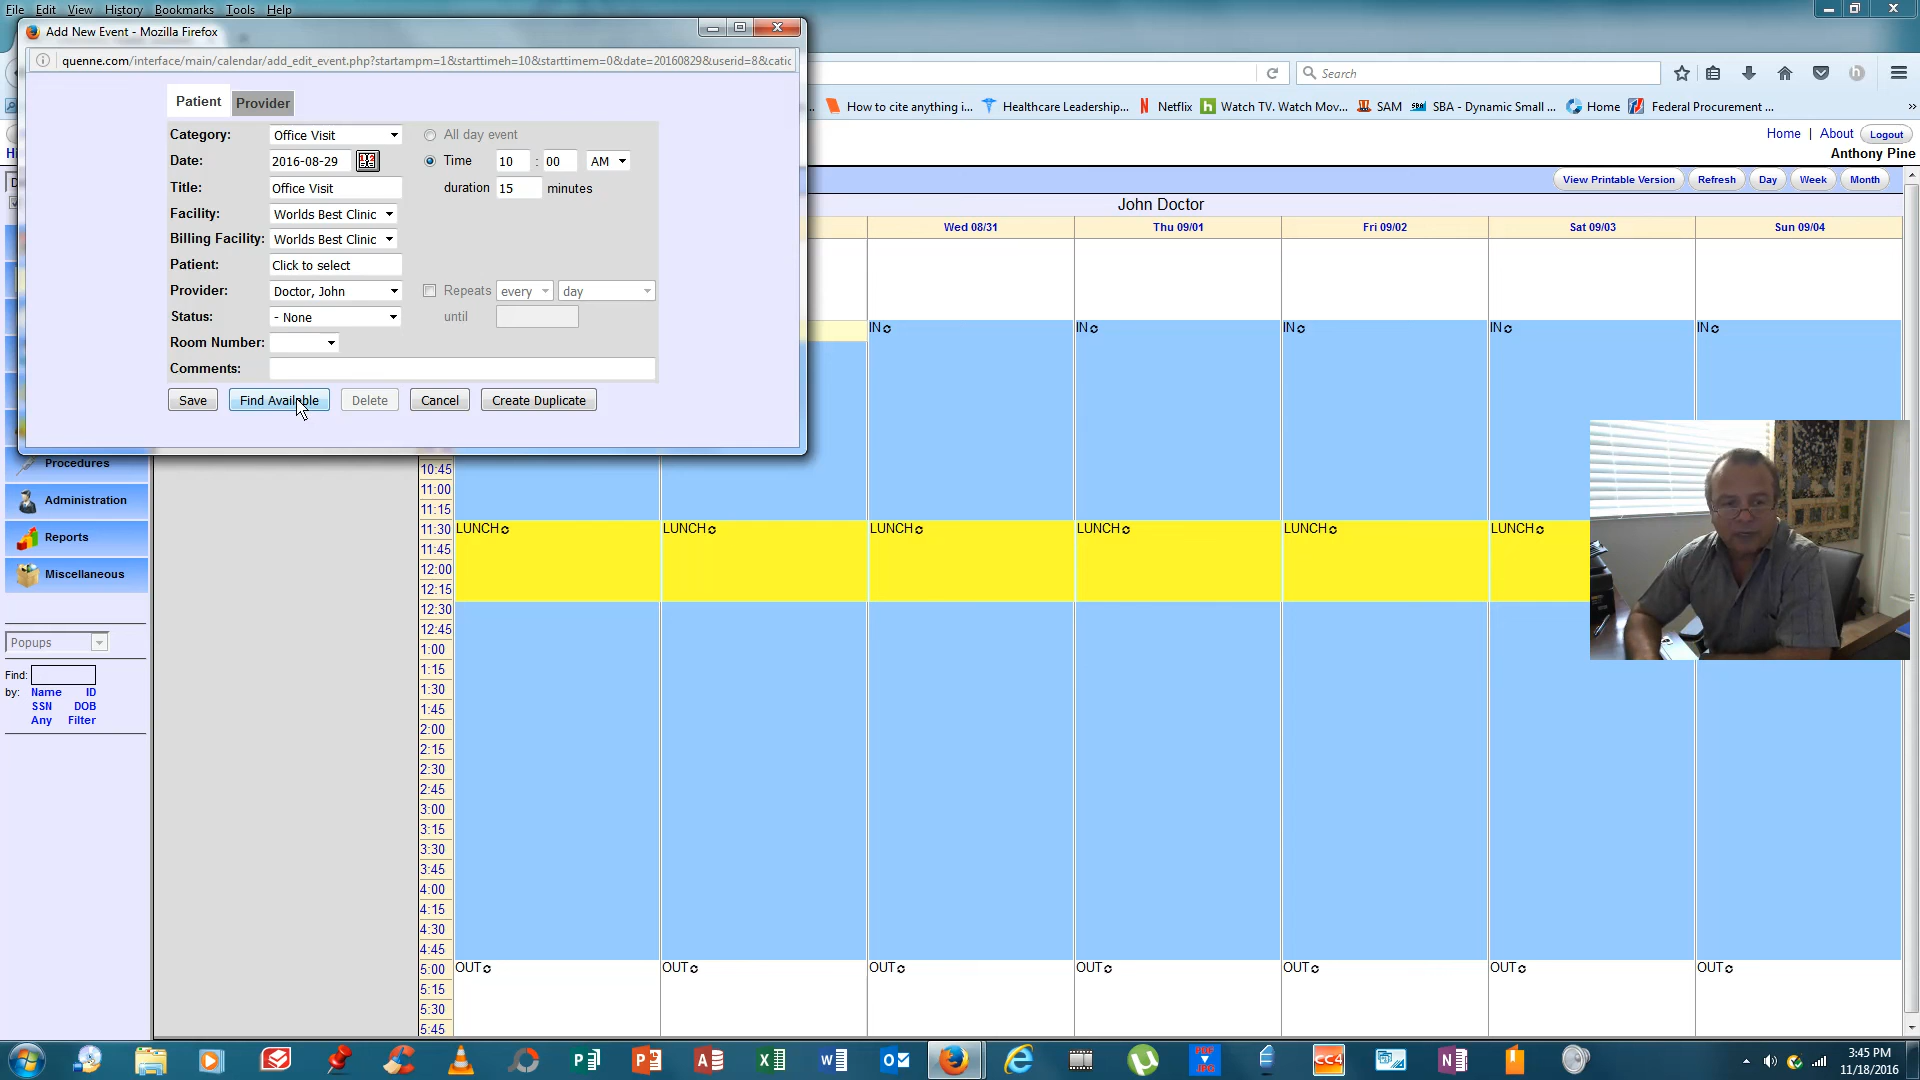 File Edit View History Bookmarks Tools Help
Add New Event - Mozilla Firefox
quenne.com/interface/main/calendar/add_edit_event.php?startampm=1&starttimeh=10&starttimem=0&date=20160829&userid=8&catic
Search
How to cite anything i... Healthcare Leadership... Netflix Watch TV. Watch Mov... SAM SBA - Dynamic Small ... Home Federal Procurement ...
Home | About Logout
Anthony Pine
View Printable Version Refresh Day Week Month
John Doctor
Wed 08/31 Thu 09/01 Fri 09/02 Sat 09/03 Sun 09/04
Patient Provider
Category: Office Visit All day event
Date: 2016-08-29 Time 10 : 00 AM
Title: Office Visit duration 15 minutes
Facility: Worlds Best Clinic
Billing Facility: Worlds Best Clinic
Patient: Click to select
Provider: Doctor, John Repeats every day
Status: - None until
Room Number:
Comments:
Save Find Available Delete Cancel Create Duplicate
IN IN IN IN IN
Procedures
Administration
Reports
Miscellaneous
Popups
Find:
by: Name ID
SSN DOB
Any Filter
10:45
11:00
11:15
11:30 LUNCH LUNCH LUNCH LUNCH LUNCH LUNCH
11:45
12:00
12:15
12:30
12:45
1:00
1:15
1:30
1:45
2:00
2:15
2:30
2:45
3:00
3:15
3:30
3:45
4:00
4:15
4:30
4:45
5:00 OUT OUT OUT OUT OUT OUT OUT
5:15
5:30
5:45
3:45 PM
11/18/2016